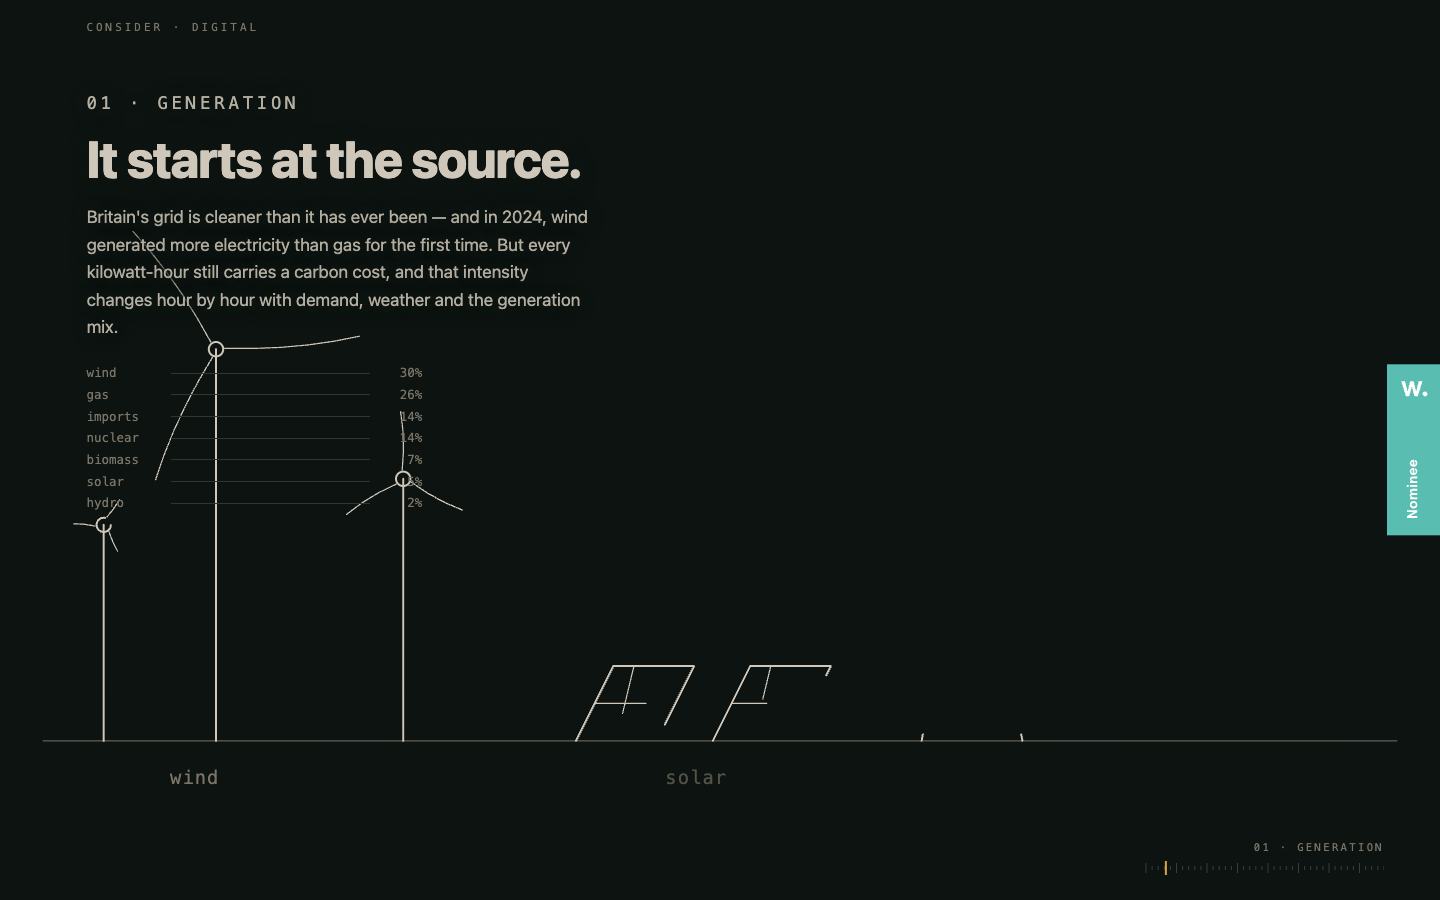 CONSIDER · DIGITAL
01 · GENERATION
It starts at the source.
Britain's grid is cleaner than it has ever been — and in 2024, wind
generated more electricity than gas for the first time. But every
kilowatt-hour still carries a carbon cost, and that intensity
changes hour by hour with demand, weather and the generation
mix.
wind 30%
gas 26%
imports 14%
nuclear 14%
biomass 7%
solar
hydro 2%
W.
Nominee
wind solar
01 · GENERATION